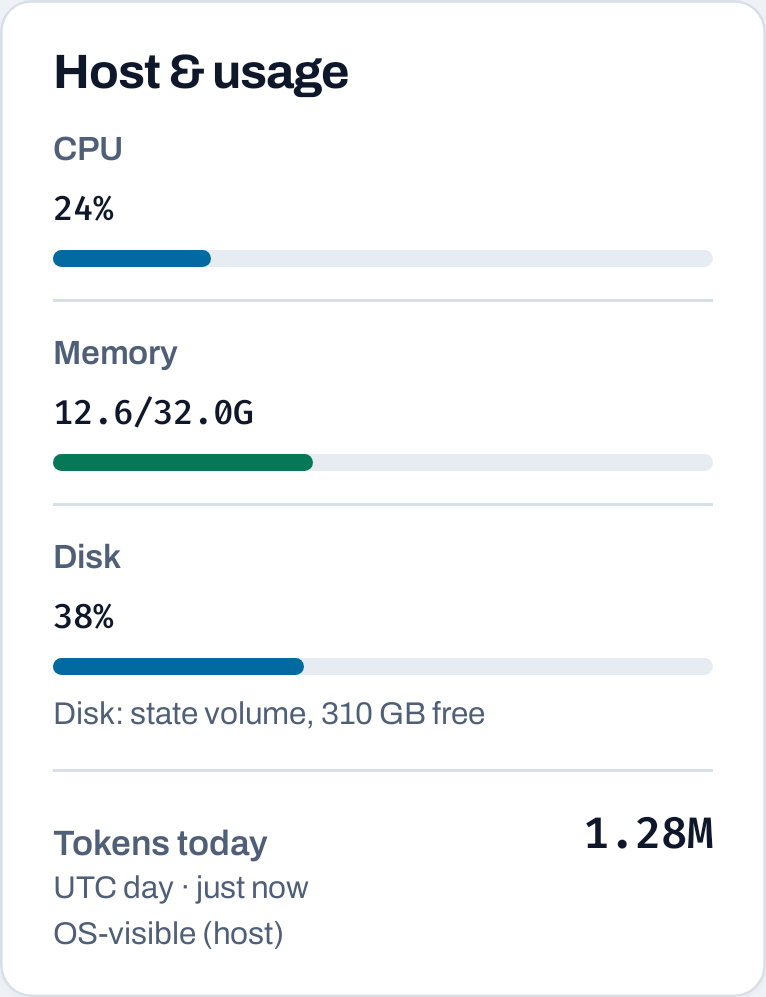 Host & usage
CPU
24%
Memory
12.6/32.0G
Disk
38%
Disk: state volume, 310 GB free
Tokens today
1.28M
UTC day · just now
OS-visible (host)